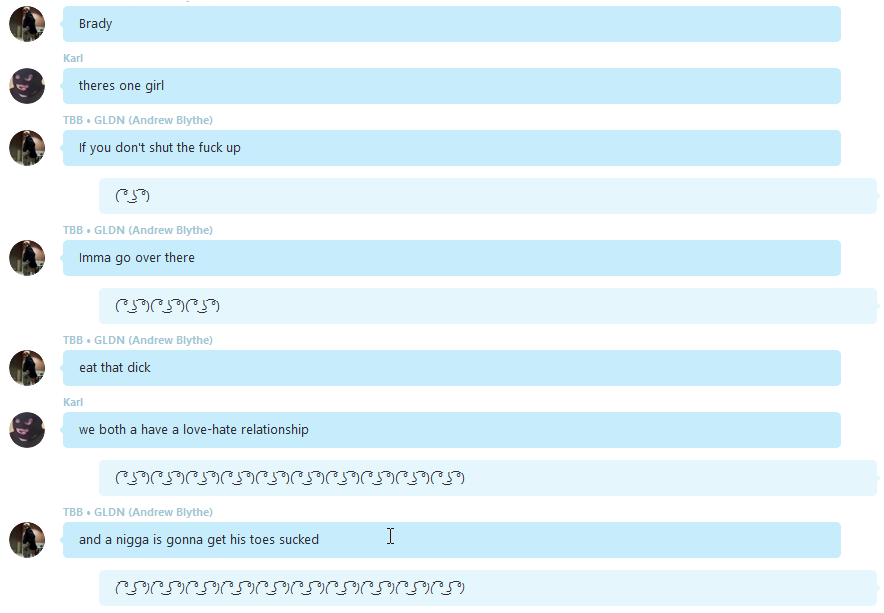 Brady
Karl
theres one girl
TBB • GLDN (Andrew Blythe)
If you don't shut the fuck up
( ͡° ͜ʖ ͡°)
TBB • GLDN (Andrew Blythe)
Imma go over there
( ͡° ͜ʖ ͡°)( ͡° ͜ʖ ͡°)( ͡° ͜ʖ ͡°)
TBB • GLDN (Andrew Blythe)
eat that dick
Karl
we both a have a love-hate relationship
( ͡° ͜ʖ ͡°)( ͡° ͜ʖ ͡°)( ͡° ͜ʖ ͡°)( ͡° ͜ʖ ͡°)( ͡° ͜ʖ ͡°)( ͡° ͜ʖ ͡°)( ͡° ͜ʖ ͡°)( ͡° ͜ʖ ͡°)( ͡° ͜ʖ ͡°)( ͡° ͜ʖ ͡°)
TBB • GLDN (Andrew Blythe)
and a nigga is gonna get his toes sucked
( ͡° ͜ʖ ͡°)( ͡° ͜ʖ ͡°)( ͡° ͜ʖ ͡°)( ͡° ͜ʖ ͡°)( ͡° ͜ʖ ͡°)( ͡° ͜ʖ ͡°)( ͡° ͜ʖ ͡°)( ͡° ͜ʖ ͡°)( ͡° ͜ʖ ͡°)( ͡° ͜ʖ ͡°)